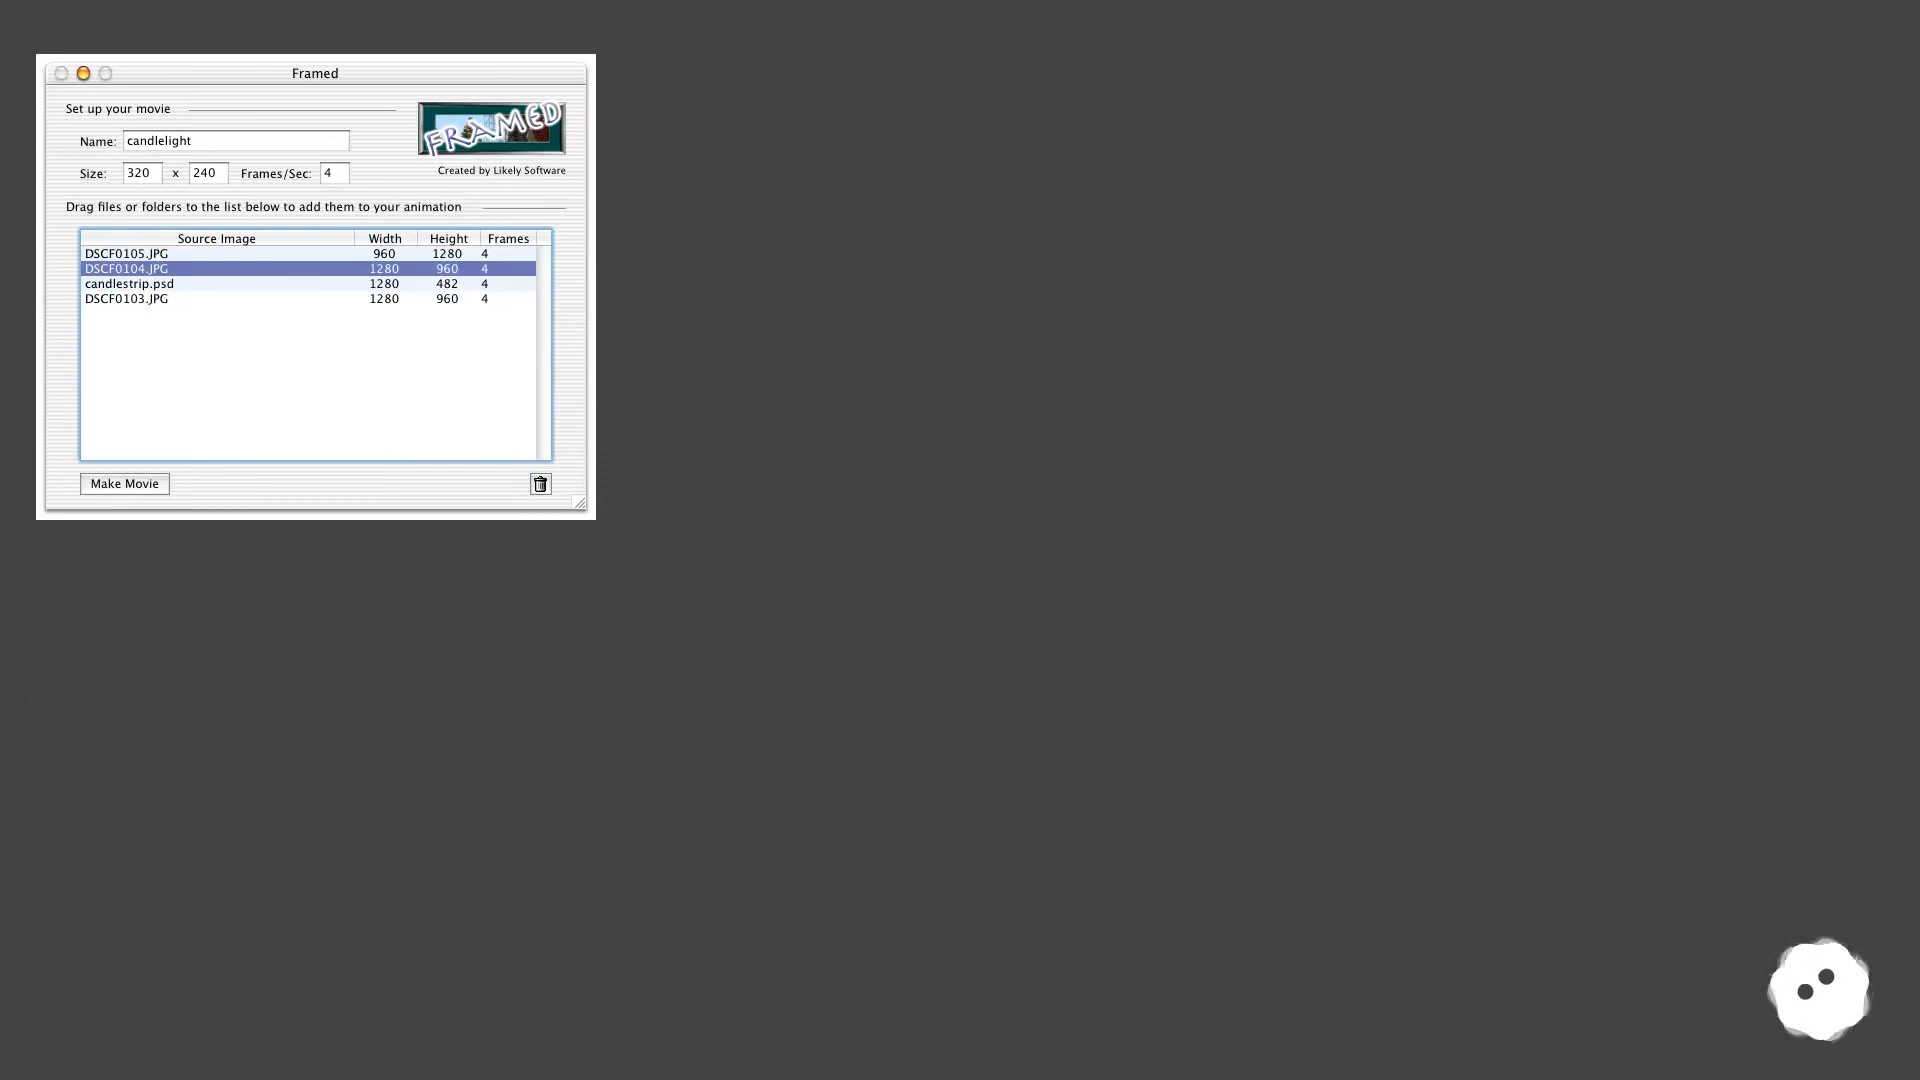 Framed
Set up your movie
FRAMED
Name: candlelight
Size: 320 x 240 Frames/Sec: 4
Created by Likely Software
Drag files or folders to the list below to add them to your animation
Source Image Width Height Frames
DSCF0105.JPG 960 1280 4
DSCF0104.JPG 1280 960 4
candlestrip.psd 1280 482 4
DSCF0103.JPG 1280 960 4
Make Movie